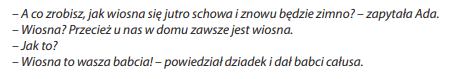 – A co zrobisz, jak wiosna się jutro schowa i znowu będzie zimno? – zapytała Ada.
– Wiosna? Przecież u nas w domu zawsze jest wiosna.
– Jak to?
– Wiosna to wasza babcia! – powiedział dziadek i dał babci całusa.